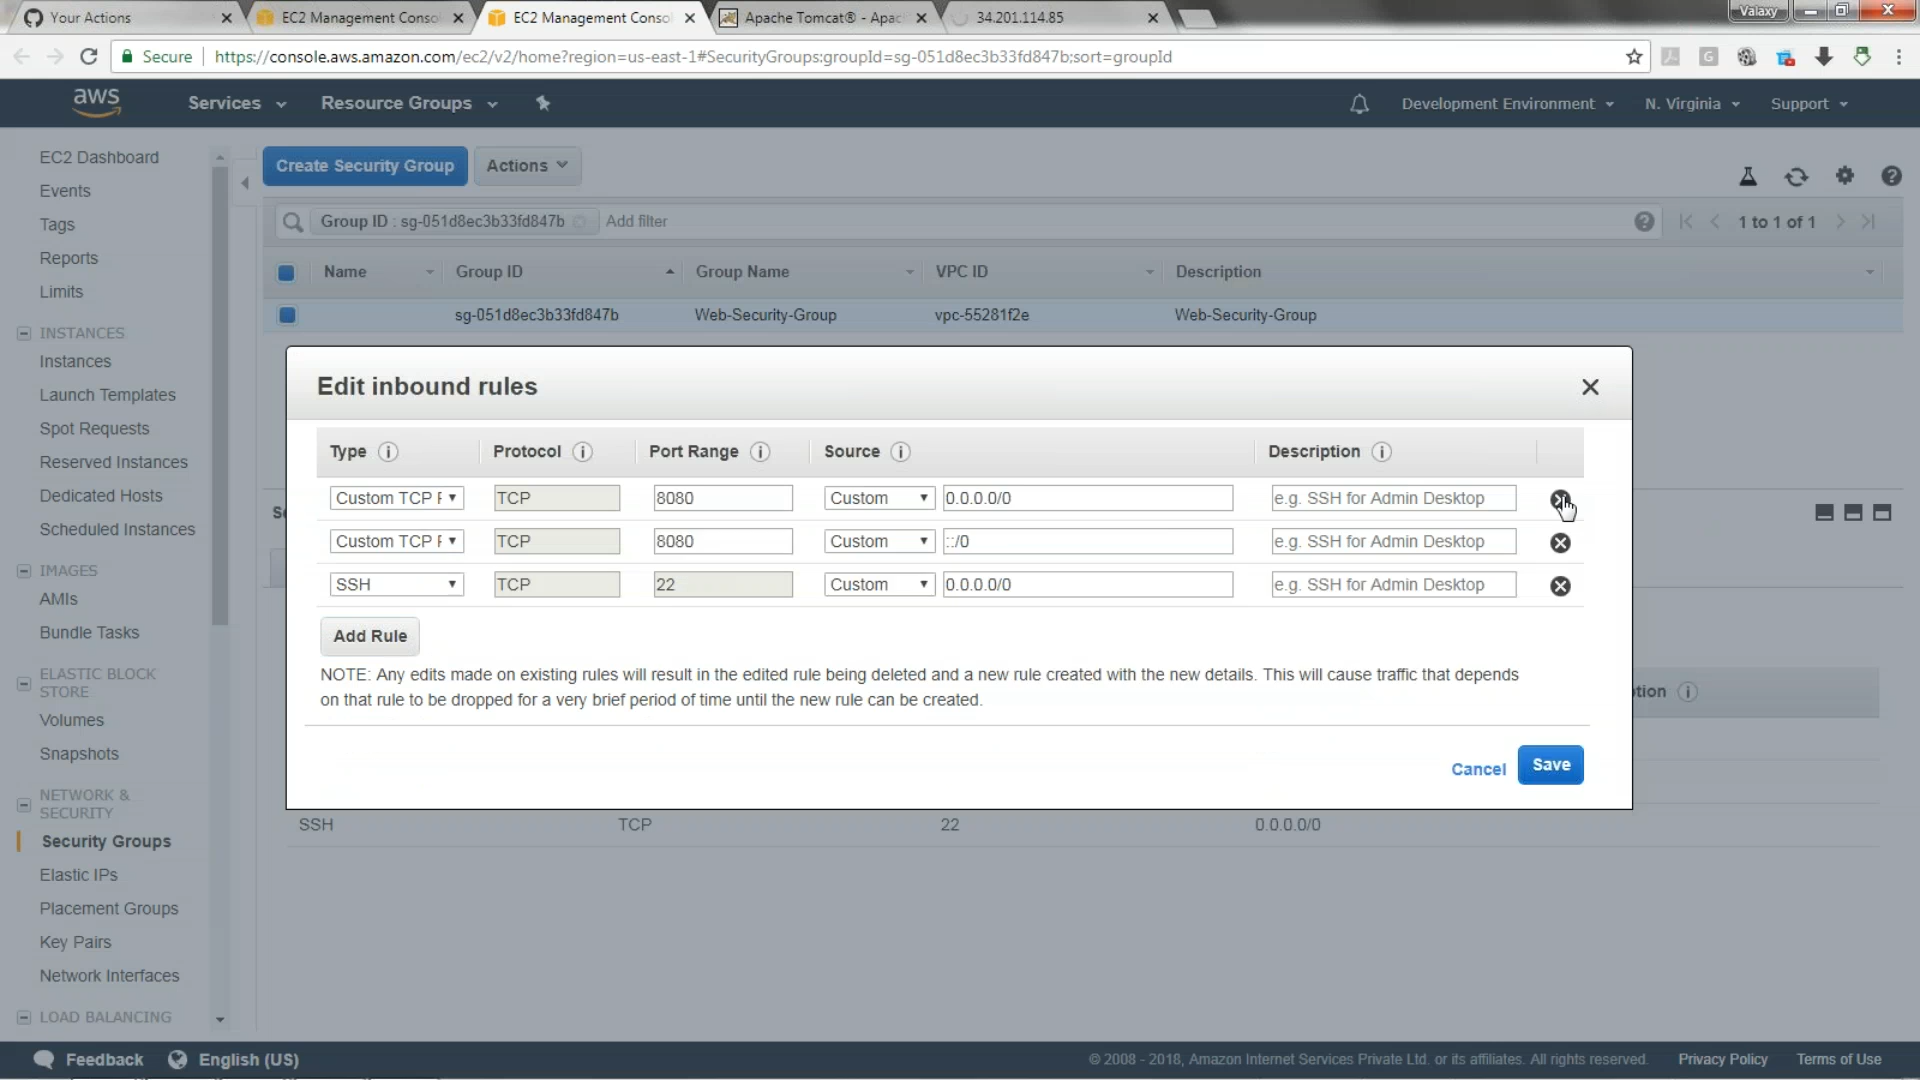 Your Actions
EC2 Management Conso
EC2 Management Consol
Apache Tomcat® - Apac
34.201.114.85
Valaxy
Secure
https://console.aws.amazon.com/ec2/v2/home?region=us-east-1#SecurityGroups:groupId=sg-051d8ec3b33fd847b;sort=groupId
aws
Services
Resource Groups
Development Environment
N. Virginia
Support
EC2 Dashboard
Events
Tags
Reports
Limits
INSTANCES
Instances
Launch Templates
Spot Requests
Reserved Instances
Dedicated Hosts
Scheduled Instances
IMAGES
AMIs
Bundle Tasks
ELASTIC BLOCK
STORE
Volumes
Snapshots
NETWORK &
SECURITY
Security Groups
Elastic IPs
Placement Groups
Key Pairs
Network Interfaces
LOAD BALANCING
Create Security Group
Actions
Group ID : sg-051d8ec3b33fd847b
Add filter
1 to 1 of 1
Name Group ID Group Name VPC ID Description
sg-051d8ec3b33fd847b Web-Security-Group vpc-55281f2e Web-Security-Group
Edit inbound rules
Type Protocol Port Range Source Description
Custom TCP F TCP 8080 Custom 0.0.0.0/0 e.g. SSH for Admin Desktop
Custom TCP F TCP 8080 Custom ::/0 e.g. SSH for Admin Desktop
SSH TCP 22 Custom 0.0.0.0/0 e.g. SSH for Admin Desktop
Add Rule
NOTE: Any edits made on existing rules will result in the edited rule being deleted and a new rule created with the new details. This will cause traffic that depends
on that rule to be dropped for a very brief period of time until the new rule can be created.
Cancel
Save
tion
SSH TCP 22 0.0.0.0/0
Feedback
English (US)
© 2008 - 2018, Amazon Internet Services Private Ltd. or its affiliates. All rights reserved.
Privacy Policy
Terms of Use